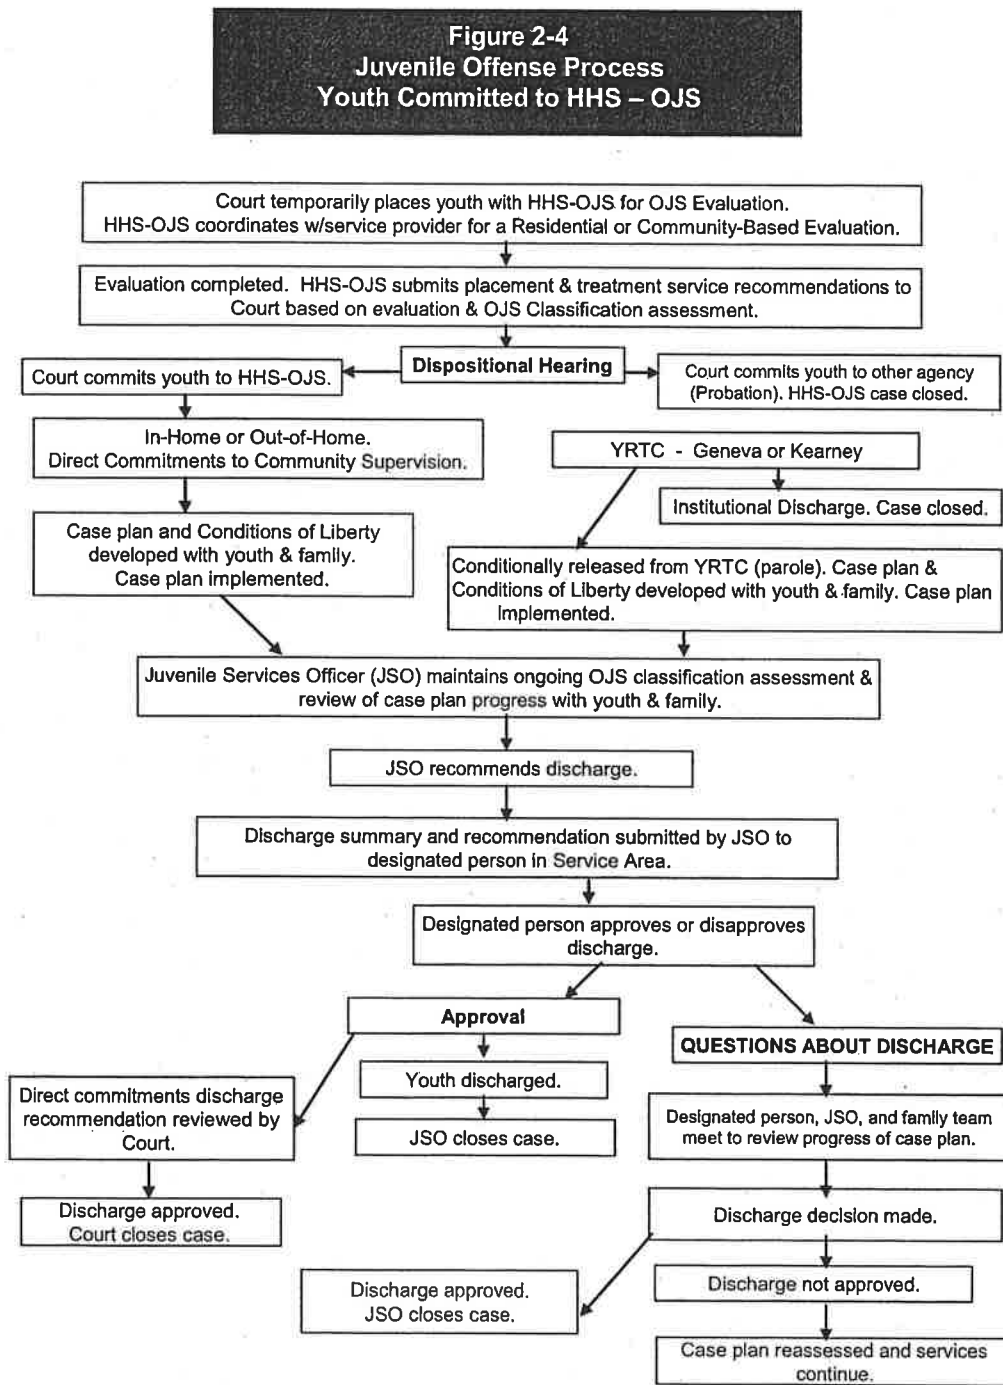 Figure 2-4
Juvenile Offense Process
Youth Committed to HHS – OJS
Court temporarily places youth with HHS-OJS for OJS Evaluation.
HHS-OJS coordinates w/service provider for a Residential or Community-Based Evaluation.
Evaluation completed. HHS-OJS submits placement & treatment service recommendations to
Court based on evaluation & OJS Classification assessment.
Dispositional Hearing
Court commits youth to HHS-OJS.
Court commits youth to other agency
(Probation). HHS-OJS case closed.
In-Home or Out-of-Home.
Direct Commitments to Community Supervision.
YRTC - Geneva or Kearney
Institutional Discharge. Case closed.
Case plan and Conditions of Liberty
developed with youth & family.
Case plan implemented.
Conditionally released from YRTC (parole). Case plan &
Conditions of Liberty developed with youth & family. Case plan
implemented.
Juvenile Services Officer (JSO) maintains ongoing OJS classification assessment &
review of case plan progress with youth & family.
JSO recommends discharge.
Discharge summary and recommendation submitted by JSO to
designated person in Service Area.
Designated person approves or disapproves
discharge.
Approval
QUESTIONS ABOUT DISCHARGE
Youth discharged.
JSO closes case.
Direct commitments discharge
recommendation reviewed by
Court.
Designated person, JSO, and family team
meet to review progress of case plan.
Discharge approved.
Court closes case.
Discharge decision made.
Discharge approved.
JSO closes case.
Discharge not approved.
Case plan reassessed and services
continue.